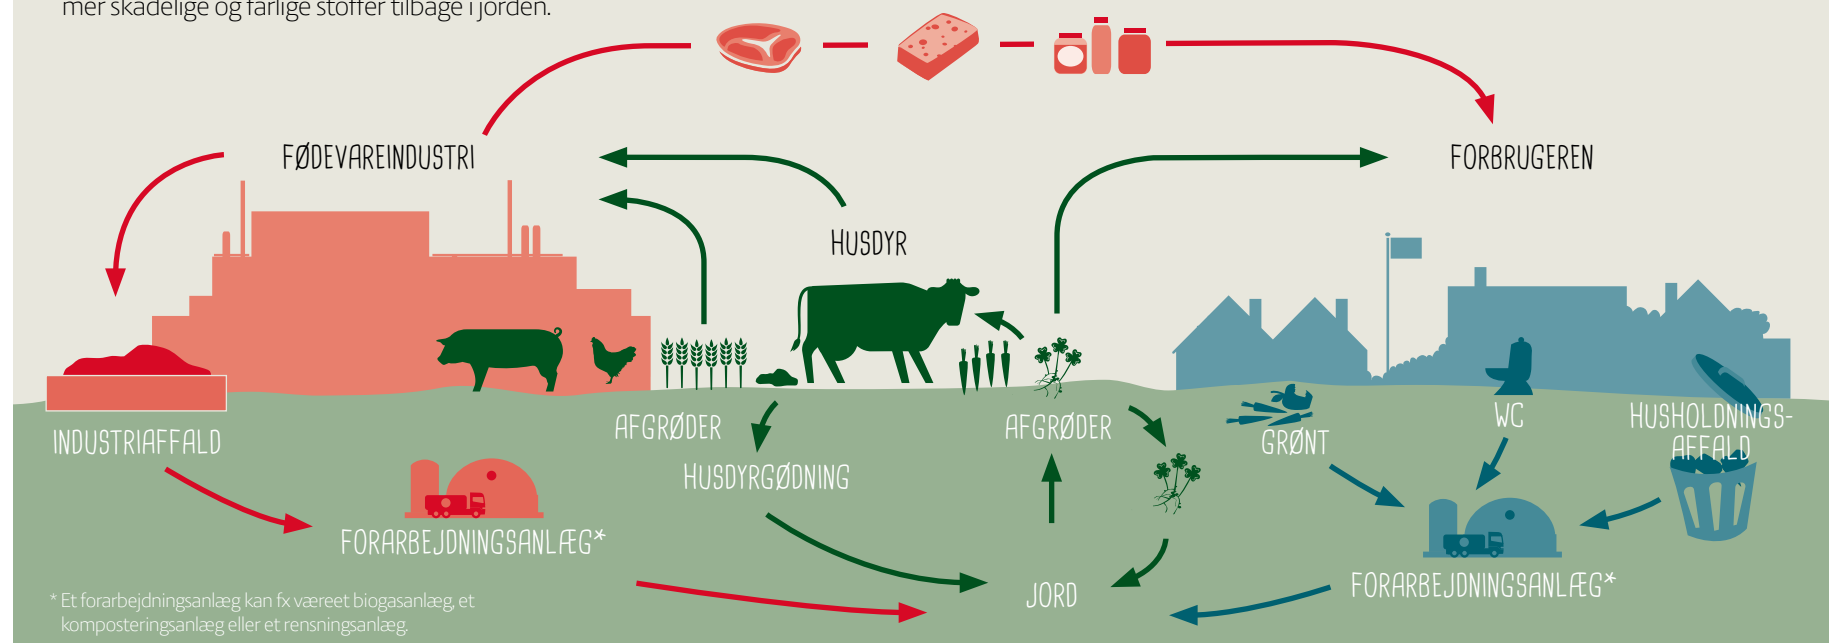 mer skadelige og farlige stoffer tilbage i jorden.
FØDEVAREINDUSTRI
FORBRUGEREN
HUSDYR
AFGRØDER
AFGRØDER
WC
HUSHOLDNINGS-
AFFALD
INDUSTRIAFFALD
GRØNT
HUSDYRGØDNING
FORARBEJDNINGSANLÆG*
FORARBEJDNINGSANLÆG*
JORD
* Et forarbejdningsanlæg kan fx væreet biogasanlæg, et
komposteringsanlæg eller et rensningsanlæg.